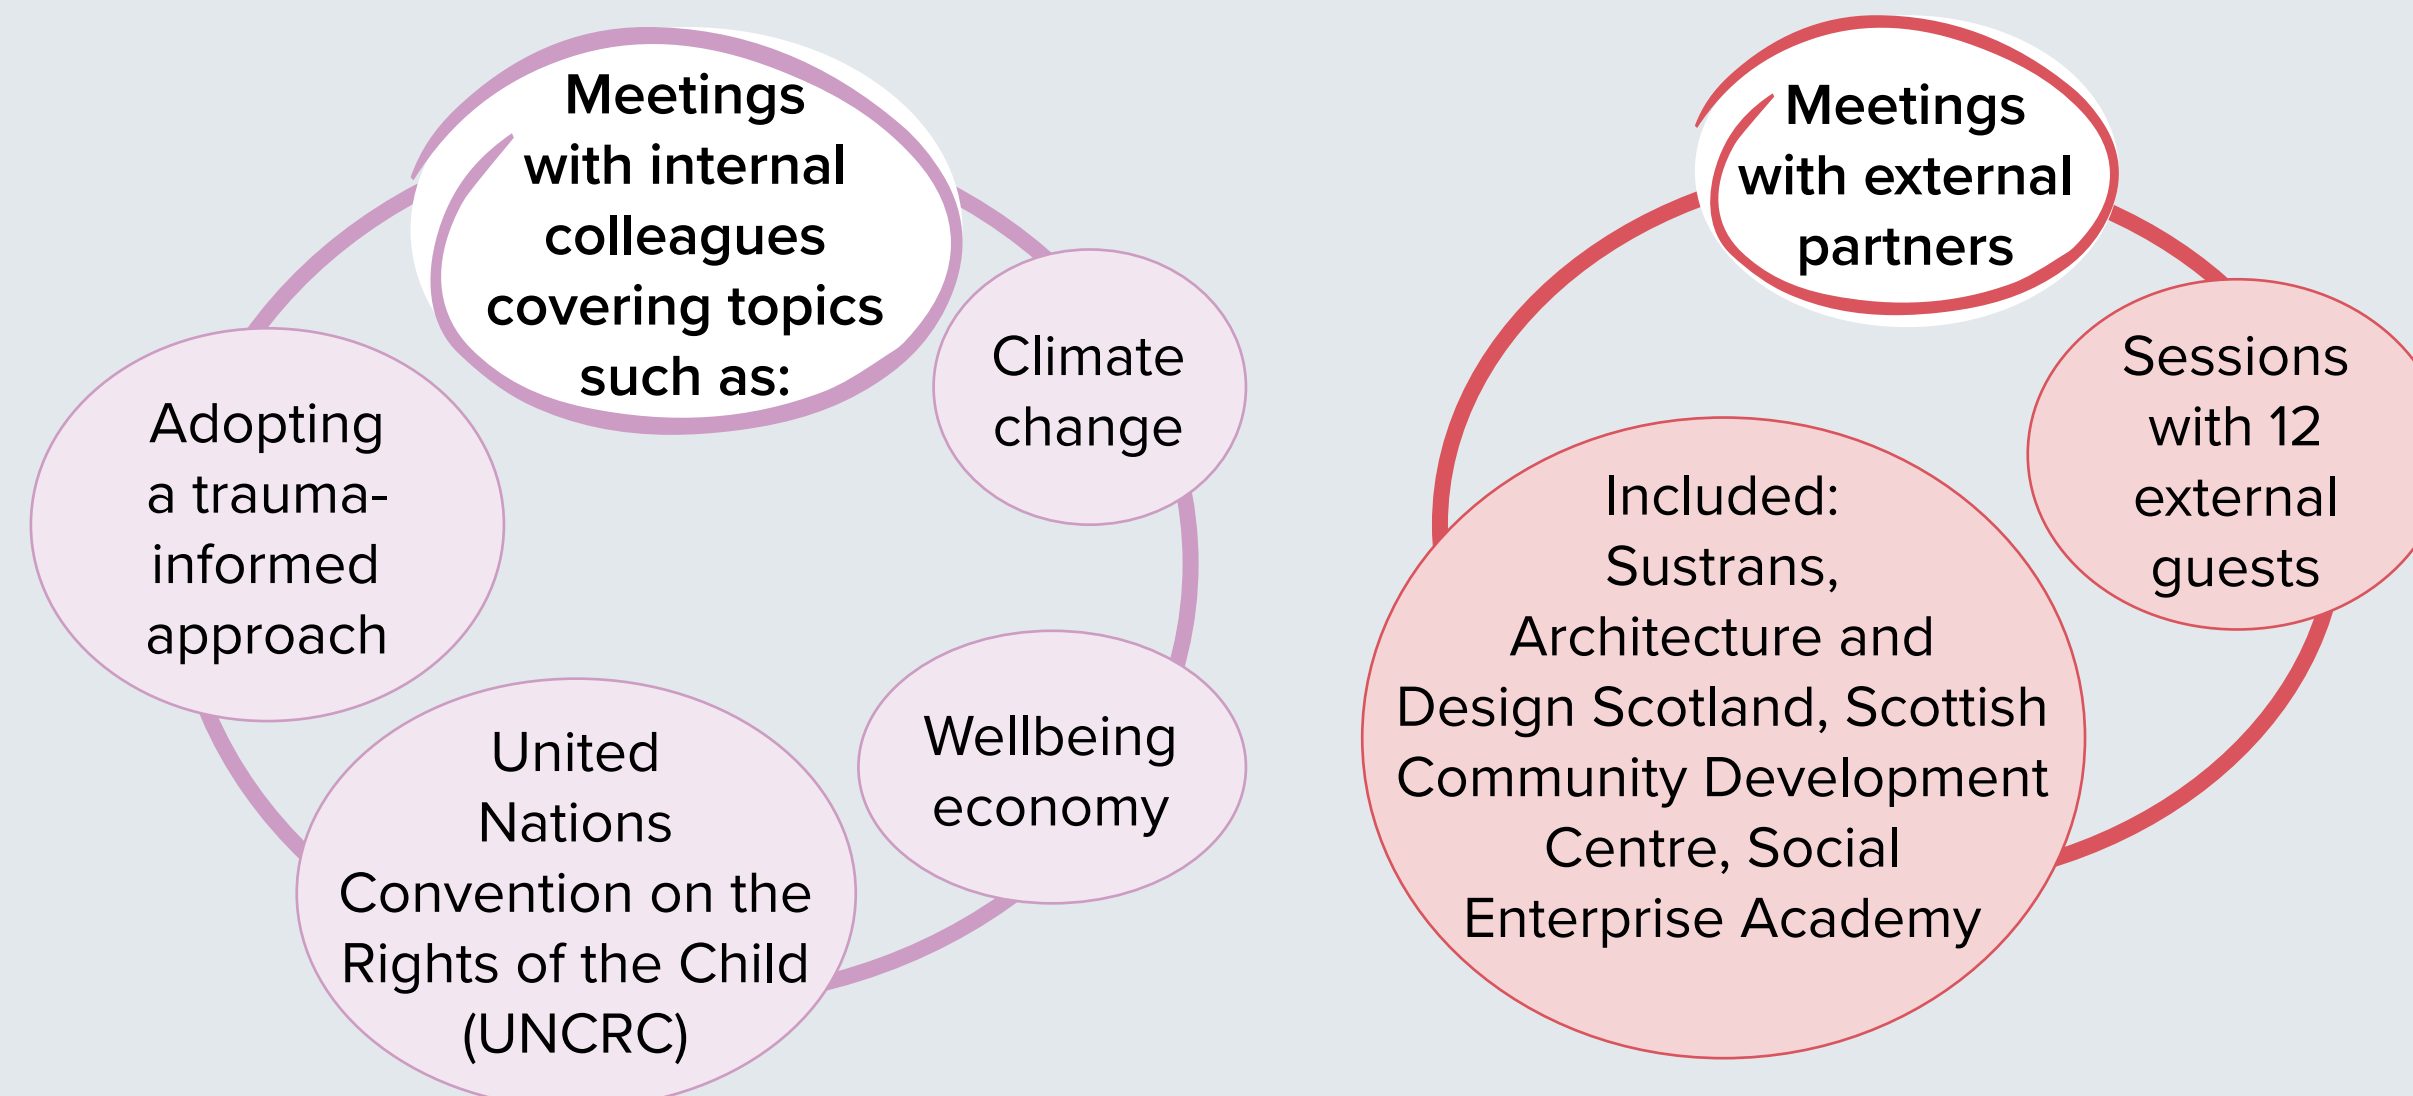 Meetings
with internal
colleagues
covering topics
such as:
Climate
change
Wellbeing
economy
United
Nations
Convention on the
Rights of the Child
(UNCRC)
Adopting
a trauma-
informed
approach
Meetings
with external
partners
Sessions
with 12
external
guests
Included:
Sustrans,
Architecture and
Design Scotland, Scottish
Community Development
Centre, Social
Enterprise Academy